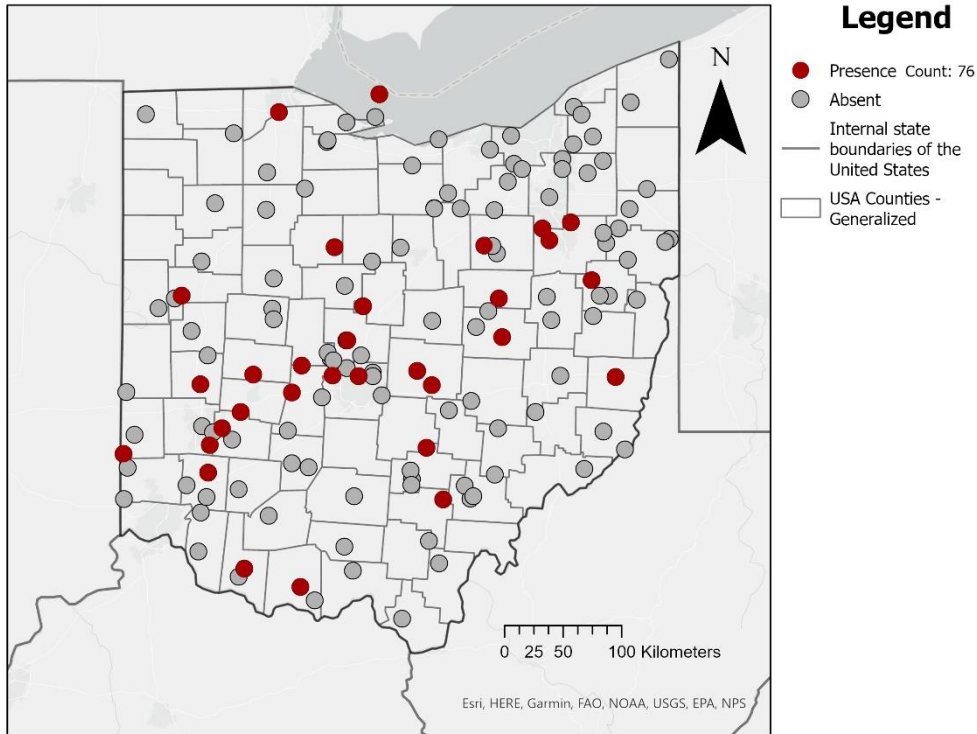 Legend
N
Presence Count: 76
Absent
Internal state
boundaries of the
United States
USA Counties -
Generalized
0 25 50 100 Kilometers
Esri, HERE, Garmin, FAO, NOAA, USGS, EPA, NPS